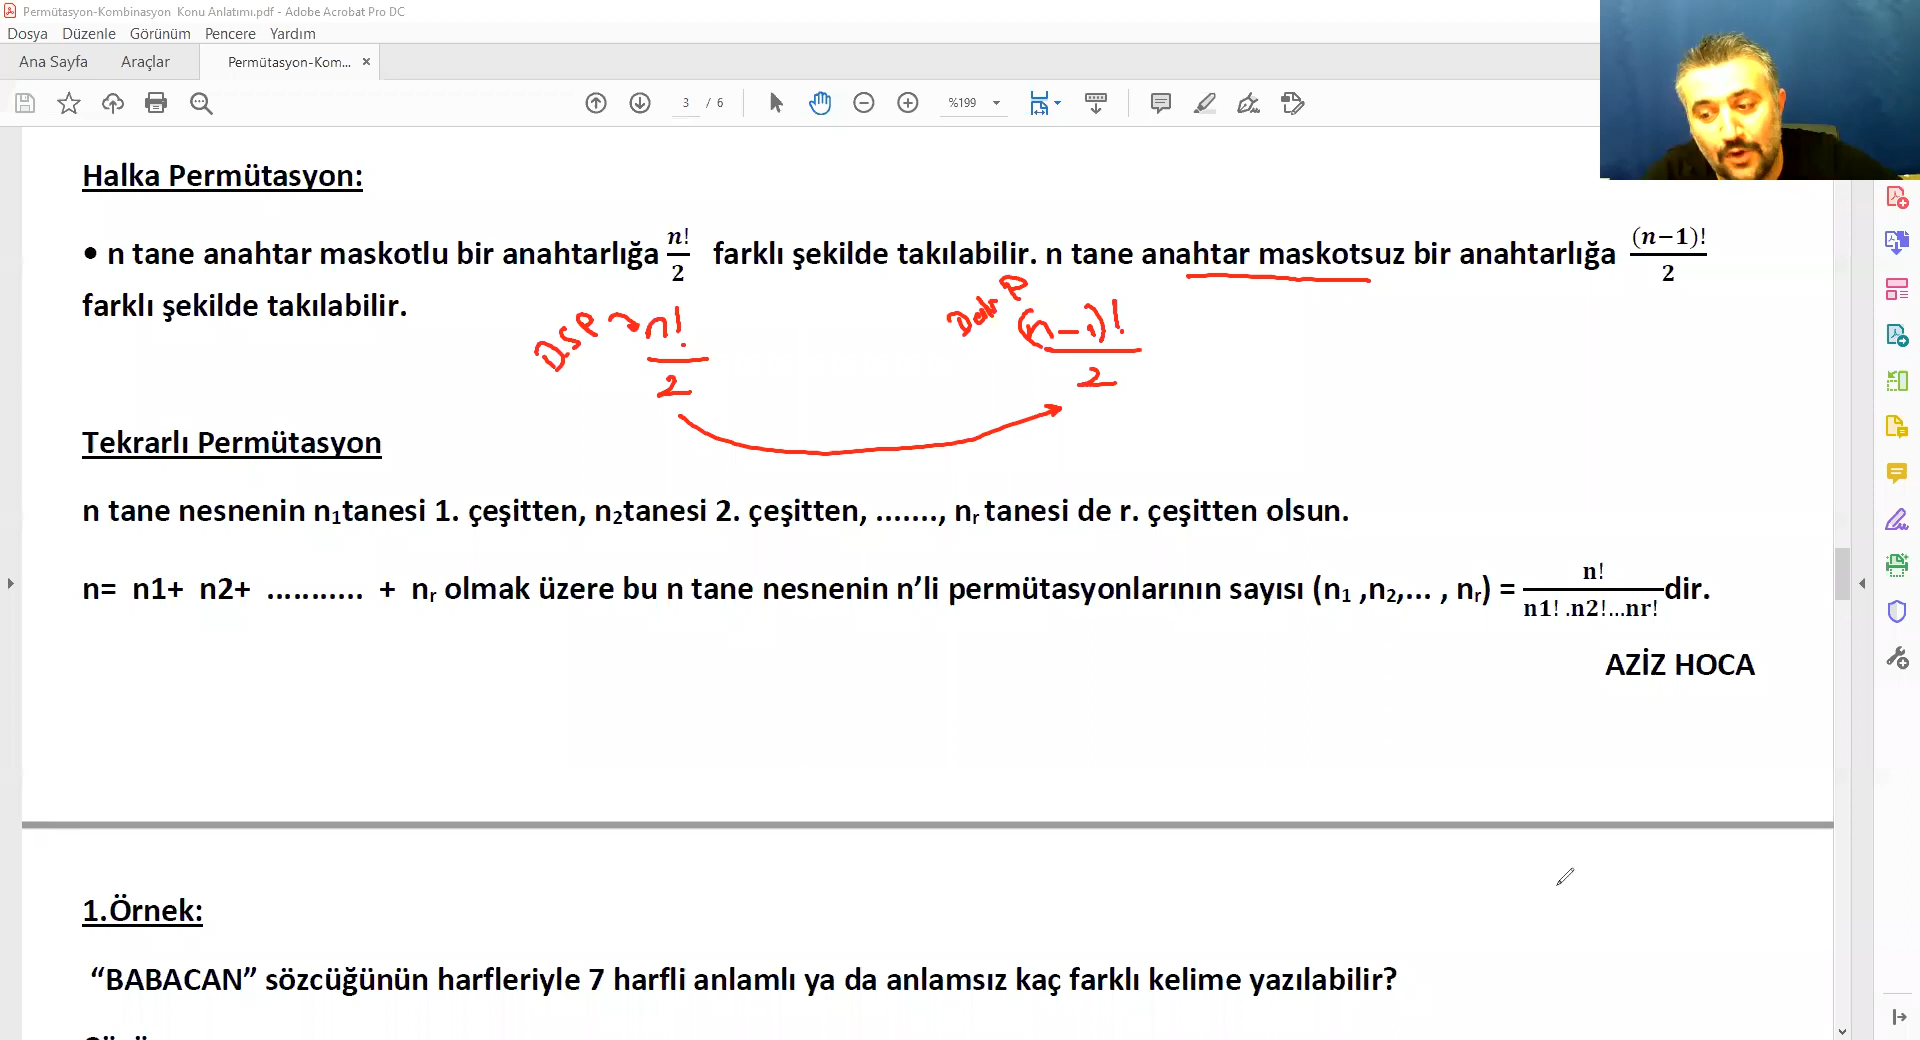 Permütasyon-Kombinasyon Konu Anlatımı.pdf - Adobe Acrobat Pro DC
Dosya Düzenle Görünüm Pencere Yardım
Ana Sayfa Araçlar Permütasyon-Kom... ×
3 / 6 %199
Halka Permütasyon:
• n tane anahtar maskotlu bir anahtarlığa n!/2 farklı şekilde takılabilir. n tane anahtar maskotsuz bir anahtarlığa (n−1)!/2
farklı şekilde takılabilir.
DSP n!/2 (n−1)!/2
Tekrarlı Permütasyon
n tane nesnenin n₁tanesi 1. çeşitten, n₂tanesi 2. çeşitten, ......., nᵣ tanesi de r. çeşitten olsun.
n= n1+ n2+ ........... + nᵣ olmak üzere bu n tane nesnenin n’li permütasyonlarının sayısı (n₁ ,n₂,... , nᵣ) = n!/n1! .n2!...nr! dir.
AZİZ HOCA
1.Örnek:
“BABACAN” sözcüğünün harfleriyle 7 harfli anlamlı ya da anlamsız kaç farklı kelime yazılabilir?